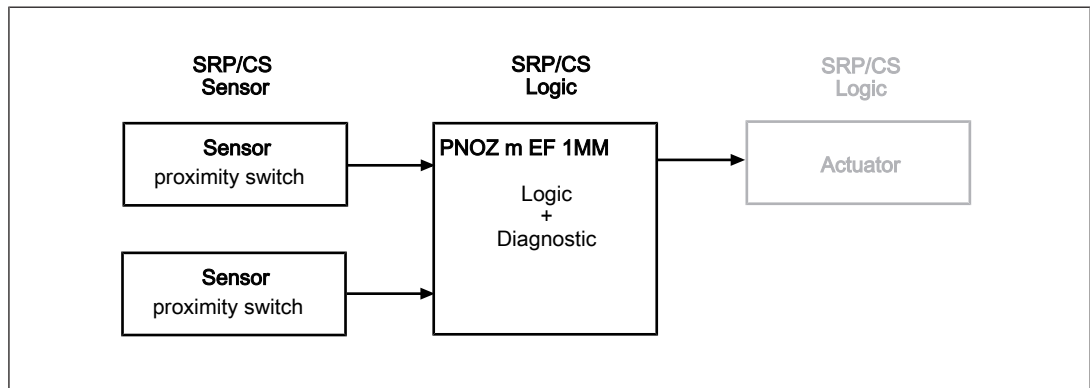 SRP/CS
Sensor
SRP/CS
Logic
SRP/CS
Logic
Sensor
proximity switch
PNOZ m EF 1MM
Logic
+
Diagnostic
Actuator
Sensor
proximity switch